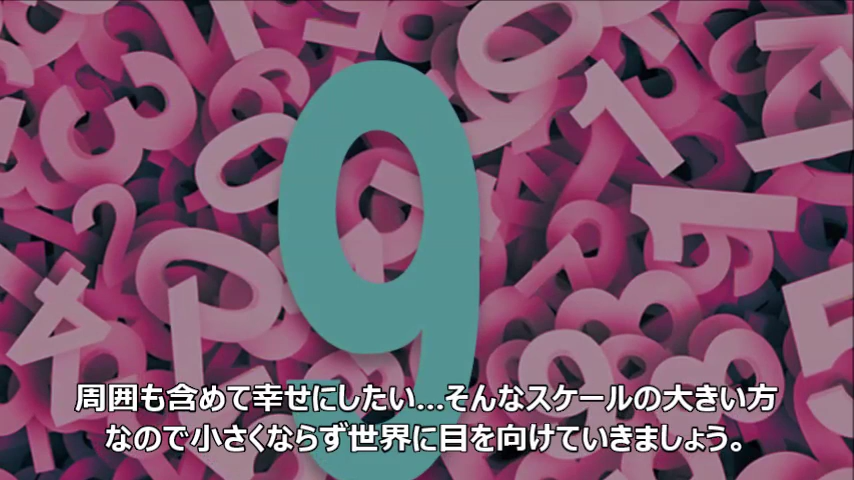 9
周囲も含めて幸せにしたい…そんなスケールの大きい方
なので小さくならず世界に目を向けていきましょう。